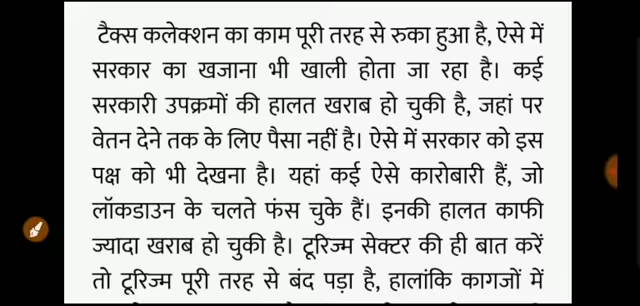 टैक्स कलेक्शन का काम पूरी तरह से रुका हुआ है, ऐसे में
सरकार का खजाना भी खाली होता जा रहा है। कई
सरकारी उपक्रमों की हालत खराब हो चुकी है, जहां पर
वेतन देने तक के लिए पैसा नहीं है। ऐसे में सरकार को इस
पक्ष को भी देखना है। यहां कई ऐसे कारोबारी हैं, जो
लॉकडाउन के चलते फंस चुके हैं। इनकी हालत काफी
ज्यादा खराब हो चुकी है। टूरिज्म सेक्टर की ही बात करें
तो टूरिज्म पूरी तरह से बंद पड़ा है, हालांकि कागजों में